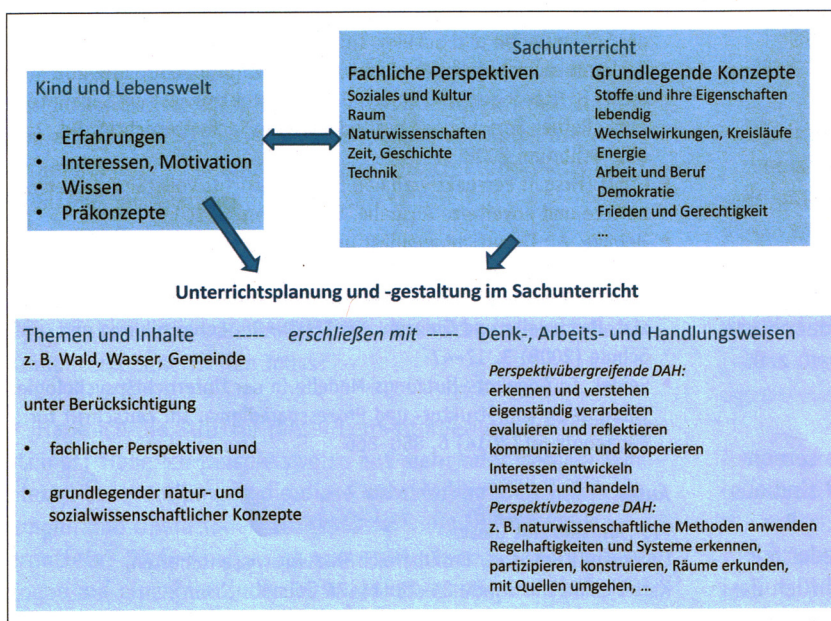 Kind und Lebenswelt
• Erfahrungen
• Interessen, Motivation
• Wissen
• Präkonzepte
Sachunterricht
Fachliche Perspektiven
Soziales und Kultur
Raum
Naturwissenschaften
Zeit, Geschichte
Technik
Grundlegende Konzepte
Stoffe und ihre Eigenschaften
lebendig
Wechselwirkungen, Kreisläufe
Energie
Arbeit und Beruf
Demokratie
Frieden und Gerechtigkeit
...
Unterrichtsplanung und -gestaltung im Sachunterricht
Themen und Inhalte ----- erschließen mit ----- Denk-, Arbeits- und Handlungsweisen
z. B. Wald, Wasser, Gemeinde
unter Berücksichtigung
• fachlicher Perspektiven und
• grundlegender natur- und
sozialwissenschaftlicher Konzepte
Perspektivübergreifende DAH:
erkennen und verstehen
eigenständig verarbeiten
evaluieren und reflektieren
kommunizieren und kooperieren
Interessen entwickeln
umsetzen und handeln
Perspektivbezogene DAH:
z. B. naturwissenschaftliche Methoden anwenden
Regelhaftigkeiten und Systeme erkennen,
partizipieren, konstruieren, Räume erkunden,
mit Quellen umgehen, ...